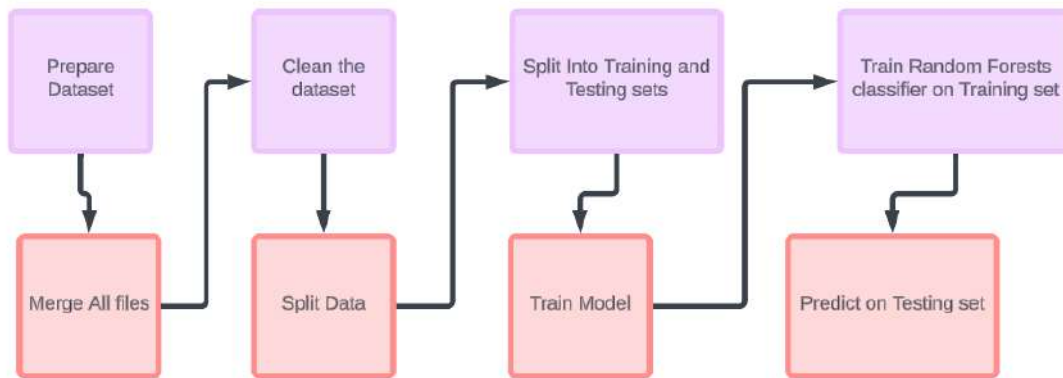 Prepare
Dataset
Clean the
dataset
Split Into Training and
Testing sets
Train Random Forests
classifier on Training set
Merge All files
Split Data
Train Model
Predict on Testing set